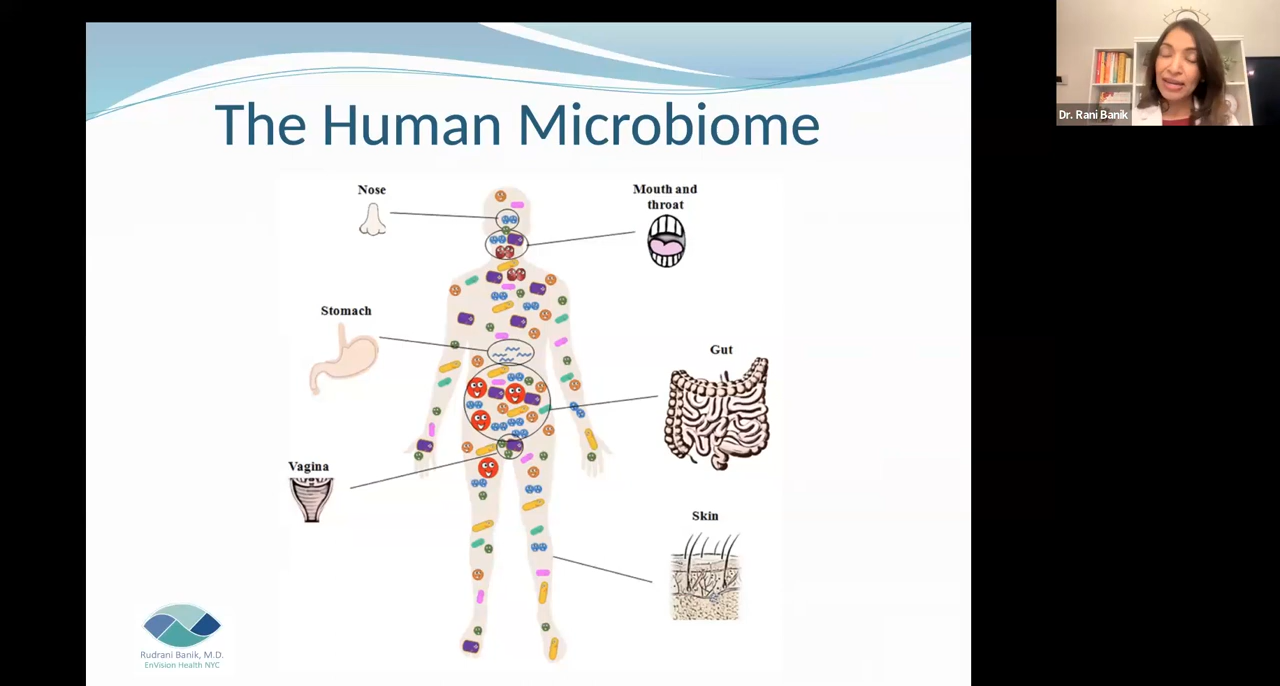 The Human Microbiome
Nose
Mouth and
throat
Stomach
Gut
Vagina
Skin
Rudrani Banik, M.D.
EnVision Health NYC
Dr. Rani Banik